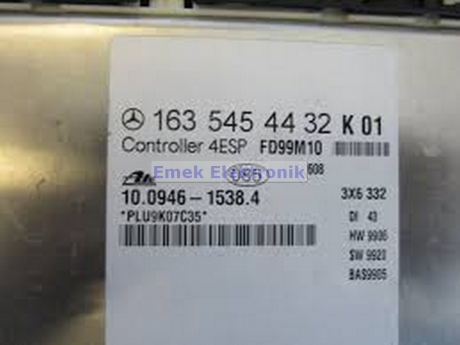 163 545 44 32 K 01
Controller 4ESP FD99M10
Emek Elektronik
608
10.0946-1538.4 3X6 332
*PLU9K07C35* DI 43
HW 9906
SW 9920
BAS9905